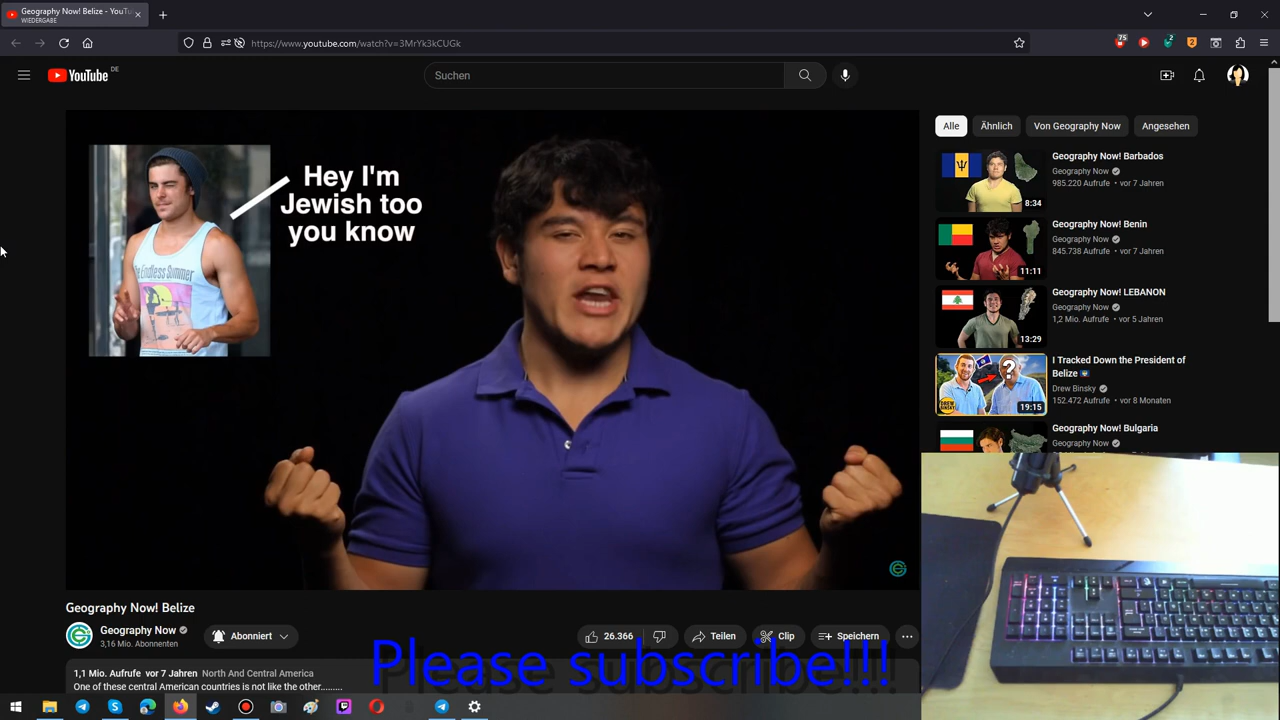 Geography Now! Belize - YouTu
WIEDERGABE
https://www.youtube.com/watch?v=3MrYk3kCUGk
75
2
2
YouTube DE
Suchen
Hey I'm
Jewish too
you know
Alle
Ähnlich
Von Geography Now
Angesehen
Geography Now! Barbados
Geography Now
985.220 Aufrufe • vor 7 Jahren
8:34
Geography Now! Benin
Geography Now
845.738 Aufrufe • vor 7 Jahren
11:11
Geography Now! LEBANON
Geography Now
1,2 Mio. Aufrufe • vor 5 Jahren
13:29
I Tracked Down the President of
Belize
Drew Binsky
152.472 Aufrufe • vor 8 Monaten
19:15
Geography Now! Bulgaria
Geography Now
Geography Now! Belize
Geography Now
3,16 Mio. Abonnenten
Abonniert
26.366
Teilen
Clip
Speichern
1,1 Mio. Aufrufe vor 7 Jahren North And Central America
One of these central American countries is not like the other.........
Please subscribe!!!